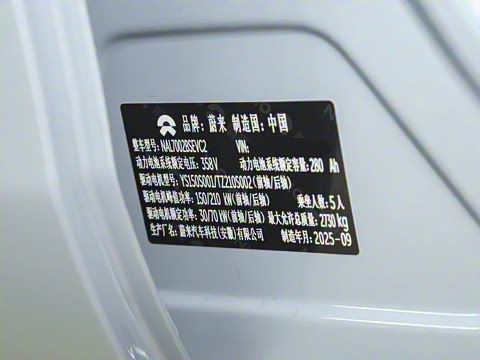 品牌：蔚来 制造国：中国
整车型号：NAL7002BSEVC2 VIN：
动力电池系统额定电压：358V 动力电池系统额定容量：280 Ah
驱动电机型号：YS150S001/TZ210S002（前轴/后轴）
驱动电机峰值功率：150/210 kW（前轴/后轴） 乘坐人数：5人
驱动电机额定功率：30/70 kW（前轴/后轴） 最大允许总质量：2730 kg
生产厂名：蔚来汽车科技（安徽）有限公司 制造年月：2025-09